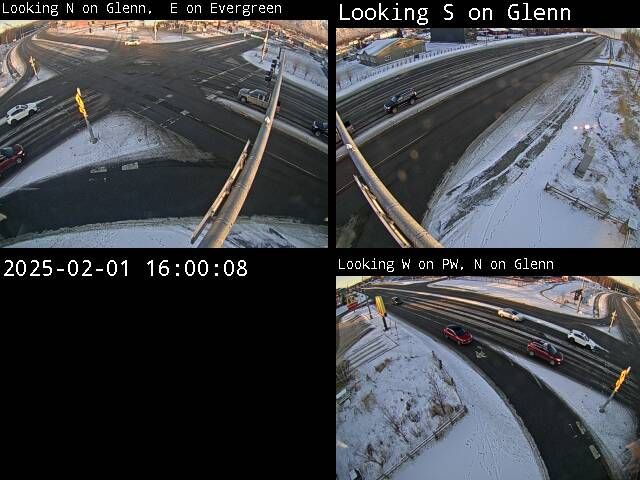 Looking N on Glenn, E on Evergreen
Looking S on Glenn
2025-02-01 16:00:08
Looking W on PW, N on Glenn